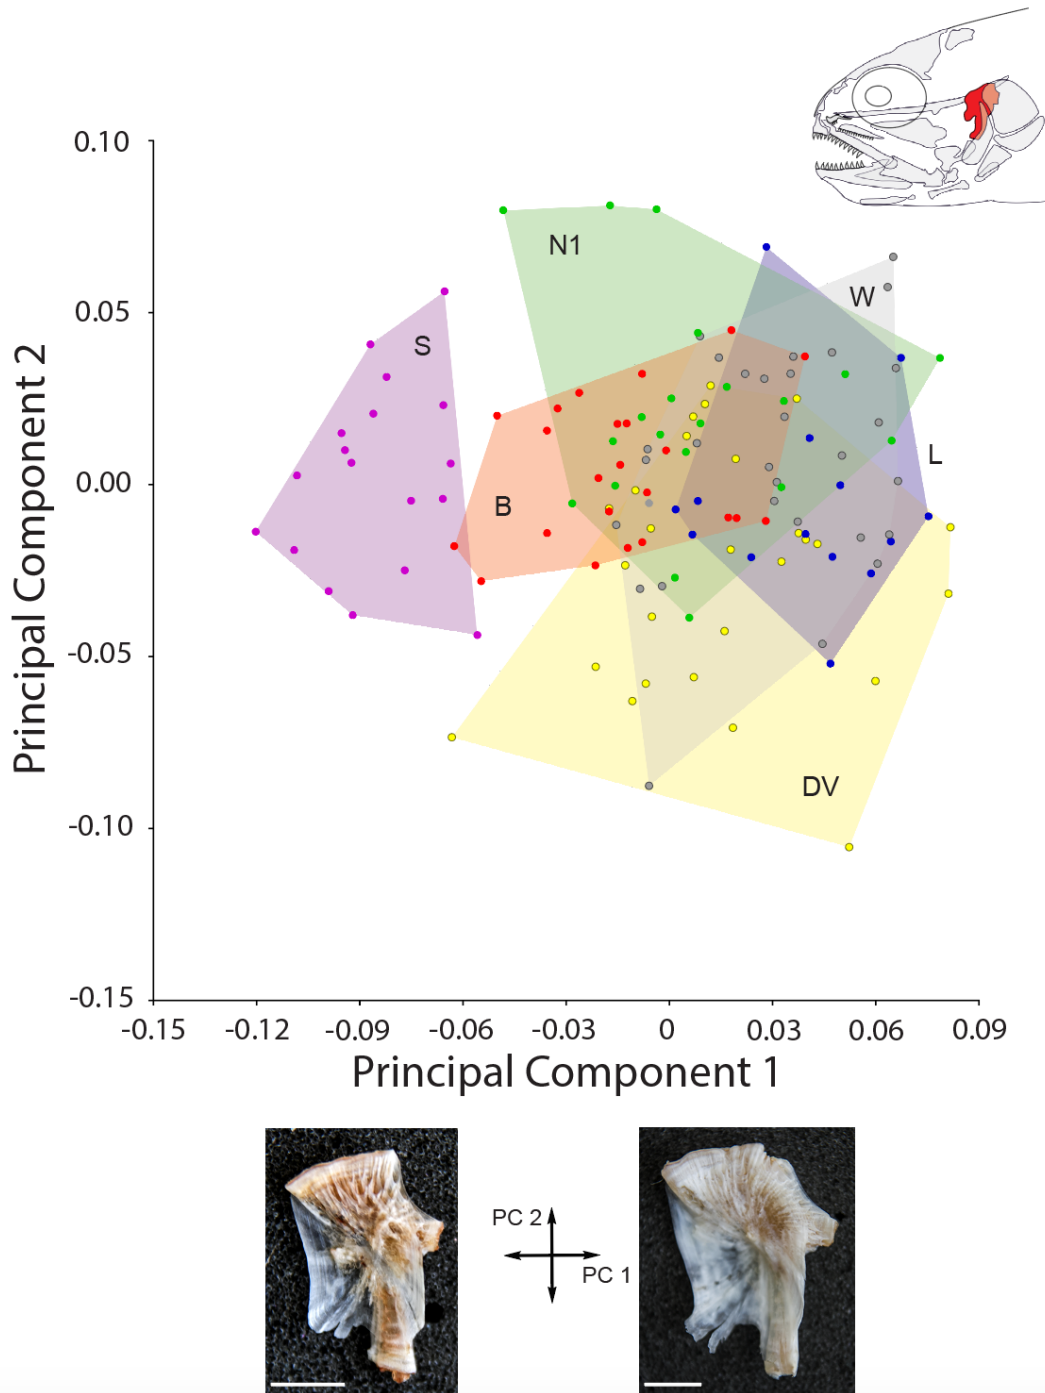 0.10
N1
0.05
W
S
L
0.00
B
-0.05
DV
-0.10
-0.15
Principal Component 2
-0.15 -0.12 -0.09 -0.06 -0.03 0 0.03 0.06 0.09
Principal Component 1
PC 2
PC 1